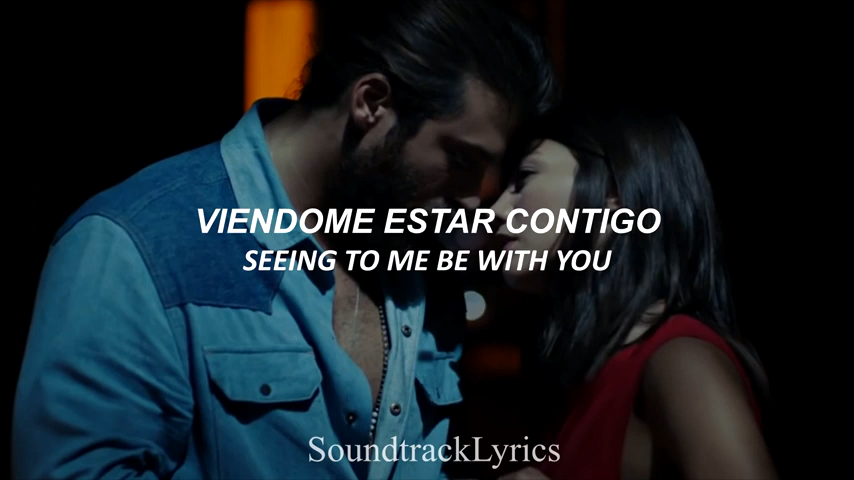 VIENDOME ESTAR CONTIGO
SEEING TO ME BE WITH YOU
SoundtrackLyrics